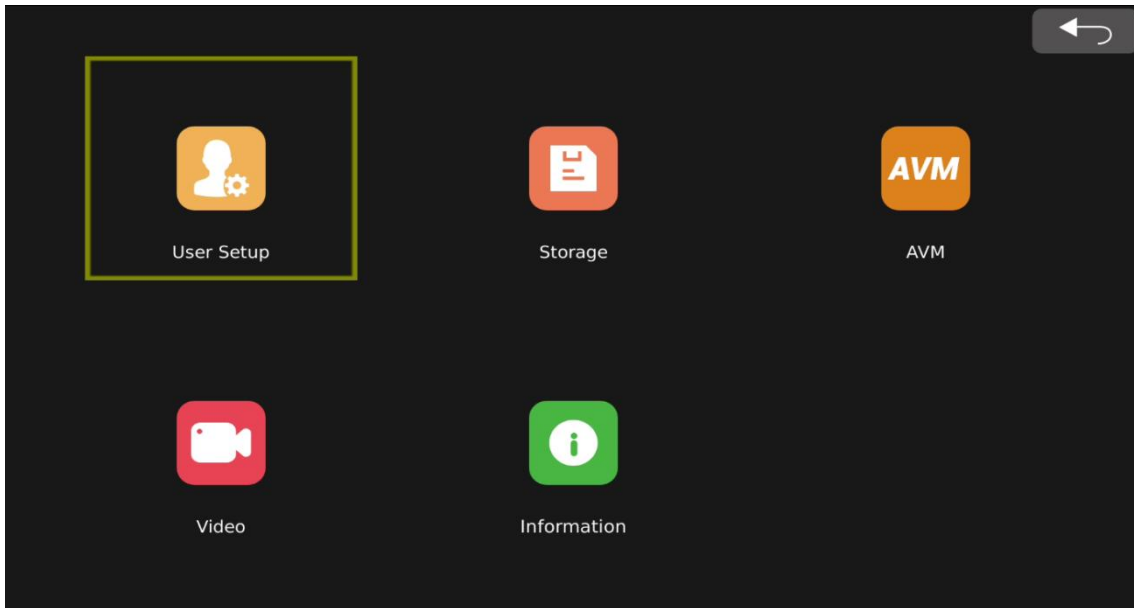 AVM
User Setup
Storage
AVM
Video
Information